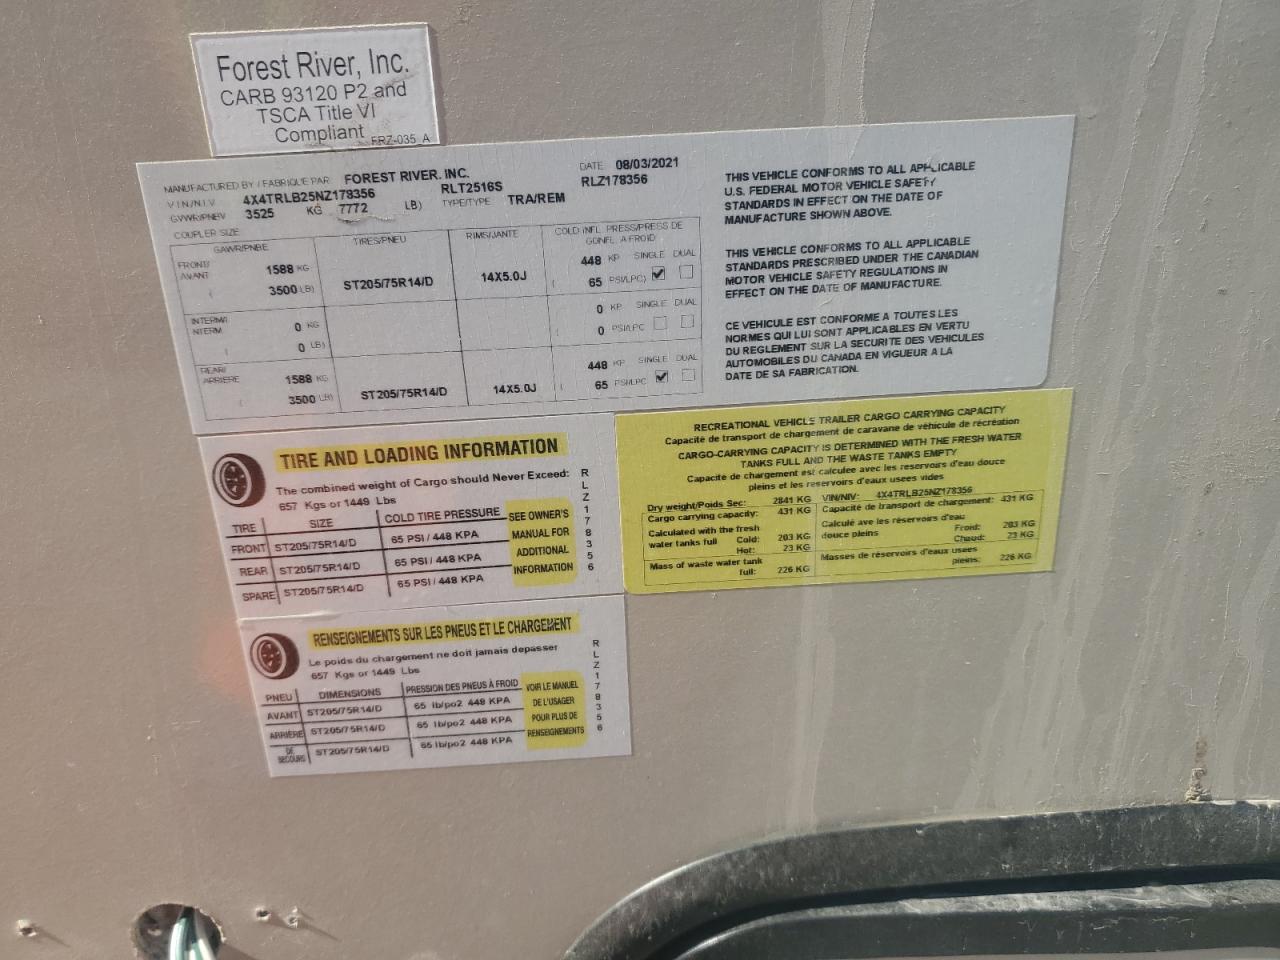 Forest River, Inc.
CARB 93120 P2 and
TSCA Title VI
Compliant FRZ-035 A
MANUFACTURED BY / FABRIQUE PAR FOREST RIVER, INC. DATE 08/03/2021
V I N / N I V 4X4TRLB25NZ178356 RLT2516S RLZ178356
GVWR/PNBV 3525 KG 7772 LB) TYPE/TYPE TRA/REM
COUPLER SIZE
GAWR/PNBE TIRES/PNEU RIMS/JANTE COLD INFL. PRESS/PRESS DE
GONFL. A FROID
FRONT/ AVANT 1588 KG ST205/75R14/D 14X5.0J 448 KP SINGLE DUAL
( 3500 LB) ( 65 PSI/LPC)
INTERM/ INTERM. 0 KG 0 KP SINGLE DUAL
( 0 LB) 0 PSI/LPC
REAR/ ARRIÈRE 1588 KG ST205/75R14/D 14X5.0J 448 KP SINGLE DUAL
( 3500 LB) ( 65 PSI/LPC
THIS VEHICLE CONFORMS TO ALL APPLICABLE
U.S. FEDERAL MOTOR VEHICLE SAFETY
STANDARDS IN EFFECT ON THE DATE OF
MANUFACTURE SHOWN ABOVE.
THIS VEHICLE CONFORMS TO ALL APPLICABLE
STANDARDS PRESCRIBED UNDER THE CANADIAN
MOTOR VEHICLE SAFETY REGULATIONS IN
EFFECT ON THE DATE OF MANUFACTURE.
CE VEHICULE EST CONFORME A TOUTES LES
NORMES QUI LUI SONT APPLICABLES EN VERTU
DU REGLEMENT SUR LA SECURITE DES VEHICULES
AUTOMOBILES DU CANADA EN VIGUEUR A LA
DATE DE SA FABRICATION.
TIRE AND LOADING INFORMATION
The combined weight of Cargo should Never Exceed:
657 Kgs or 1449 Lbs
TIRE SIZE COLD TIRE PRESSURE
FRONT ST205/75R14/D 65 PSI / 448 KPA
REAR ST205/75R14/D 65 PSI / 448 KPA
SPARE ST205/75R14/D 65 PSI / 448 KPA
SEE OWNER'S
MANUAL FOR
ADDITIONAL
INFORMATION
RLZ178356
RECREATIONAL VEHICLE TRAILER CARGO CARRYING CAPACITY
Capacité de transport de chargement de caravane de véhicule de récréation
CARGO-CARRYING CAPACITY IS DETERMINED WITH THE FRESH WATER
TANKS FULL AND THE WASTE TANKS EMPTY
Capacite de chargement est calculee avec les reservoirs d'eau douce
pleins et les reservoirs d'eaux usees vides
Dry weight/Poids Sec: 2841 KG VIN/NIV: 4X4TRLB25NZ178356
Cargo carrying capacity: 431 KG Capacité de transport de chargement: 431 KG
Calculated with the fresh
water tanks full Cold: 203 KG
Hot: 23 KG
Calculé ave les réservoirs d'eau
douce pleins Froid: 203 KG
Chaud: 23 KG
Mass of waste water tank
full: 226 KG
Masses de réservoirs d'eaux usees
pleins: 226 KG
RENSEIGNEMENTS SUR LES PNEUS ET LE CHARGEMENT
Le poids du chargement ne doit jamais depasser
657 Kgs or 1449 Lbs
PNEU DIMENSIONS PRESSION DES PNEUS À FROID
AVANT ST205/75R14/D 65 lb/po2 448 KPA
ARRIÈRE ST205/75R14/D 65 lb/po2 448 KPA
DE SECOURS ST205/75R14/D 65 lb/po2 448 KPA
VOIR LE MANUEL
DE L'USAGER
POUR PLUS DE
RENSEIGNEMENTS
RLZ178356